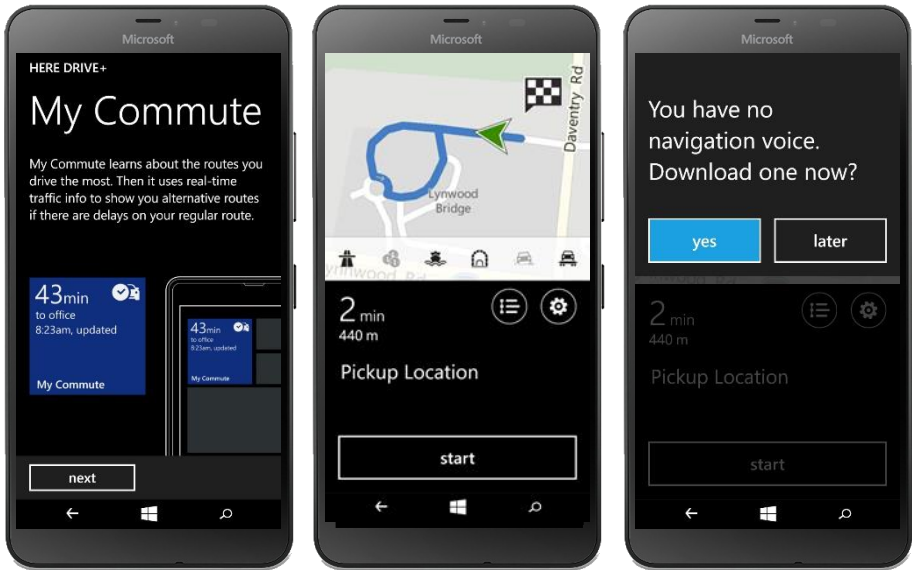 Microsoft
HERE DRIVE+
My Commute
My Commute learns about the routes you
drive the most. Then it uses real-time
traffic info to show you alternative routes
if there are delays on your regular route.
43min
to office
8:23am, updated
My Commute
43min
to office
8:23am, updated
My Commute
next
Microsoft
Daventry Rd
Lynwood
Bridge
2 min
440 m
Pickup Location
start
Microsoft
You have no
navigation voice.
Download one now?
yes
later
2 min
440 m
Pickup Location
start